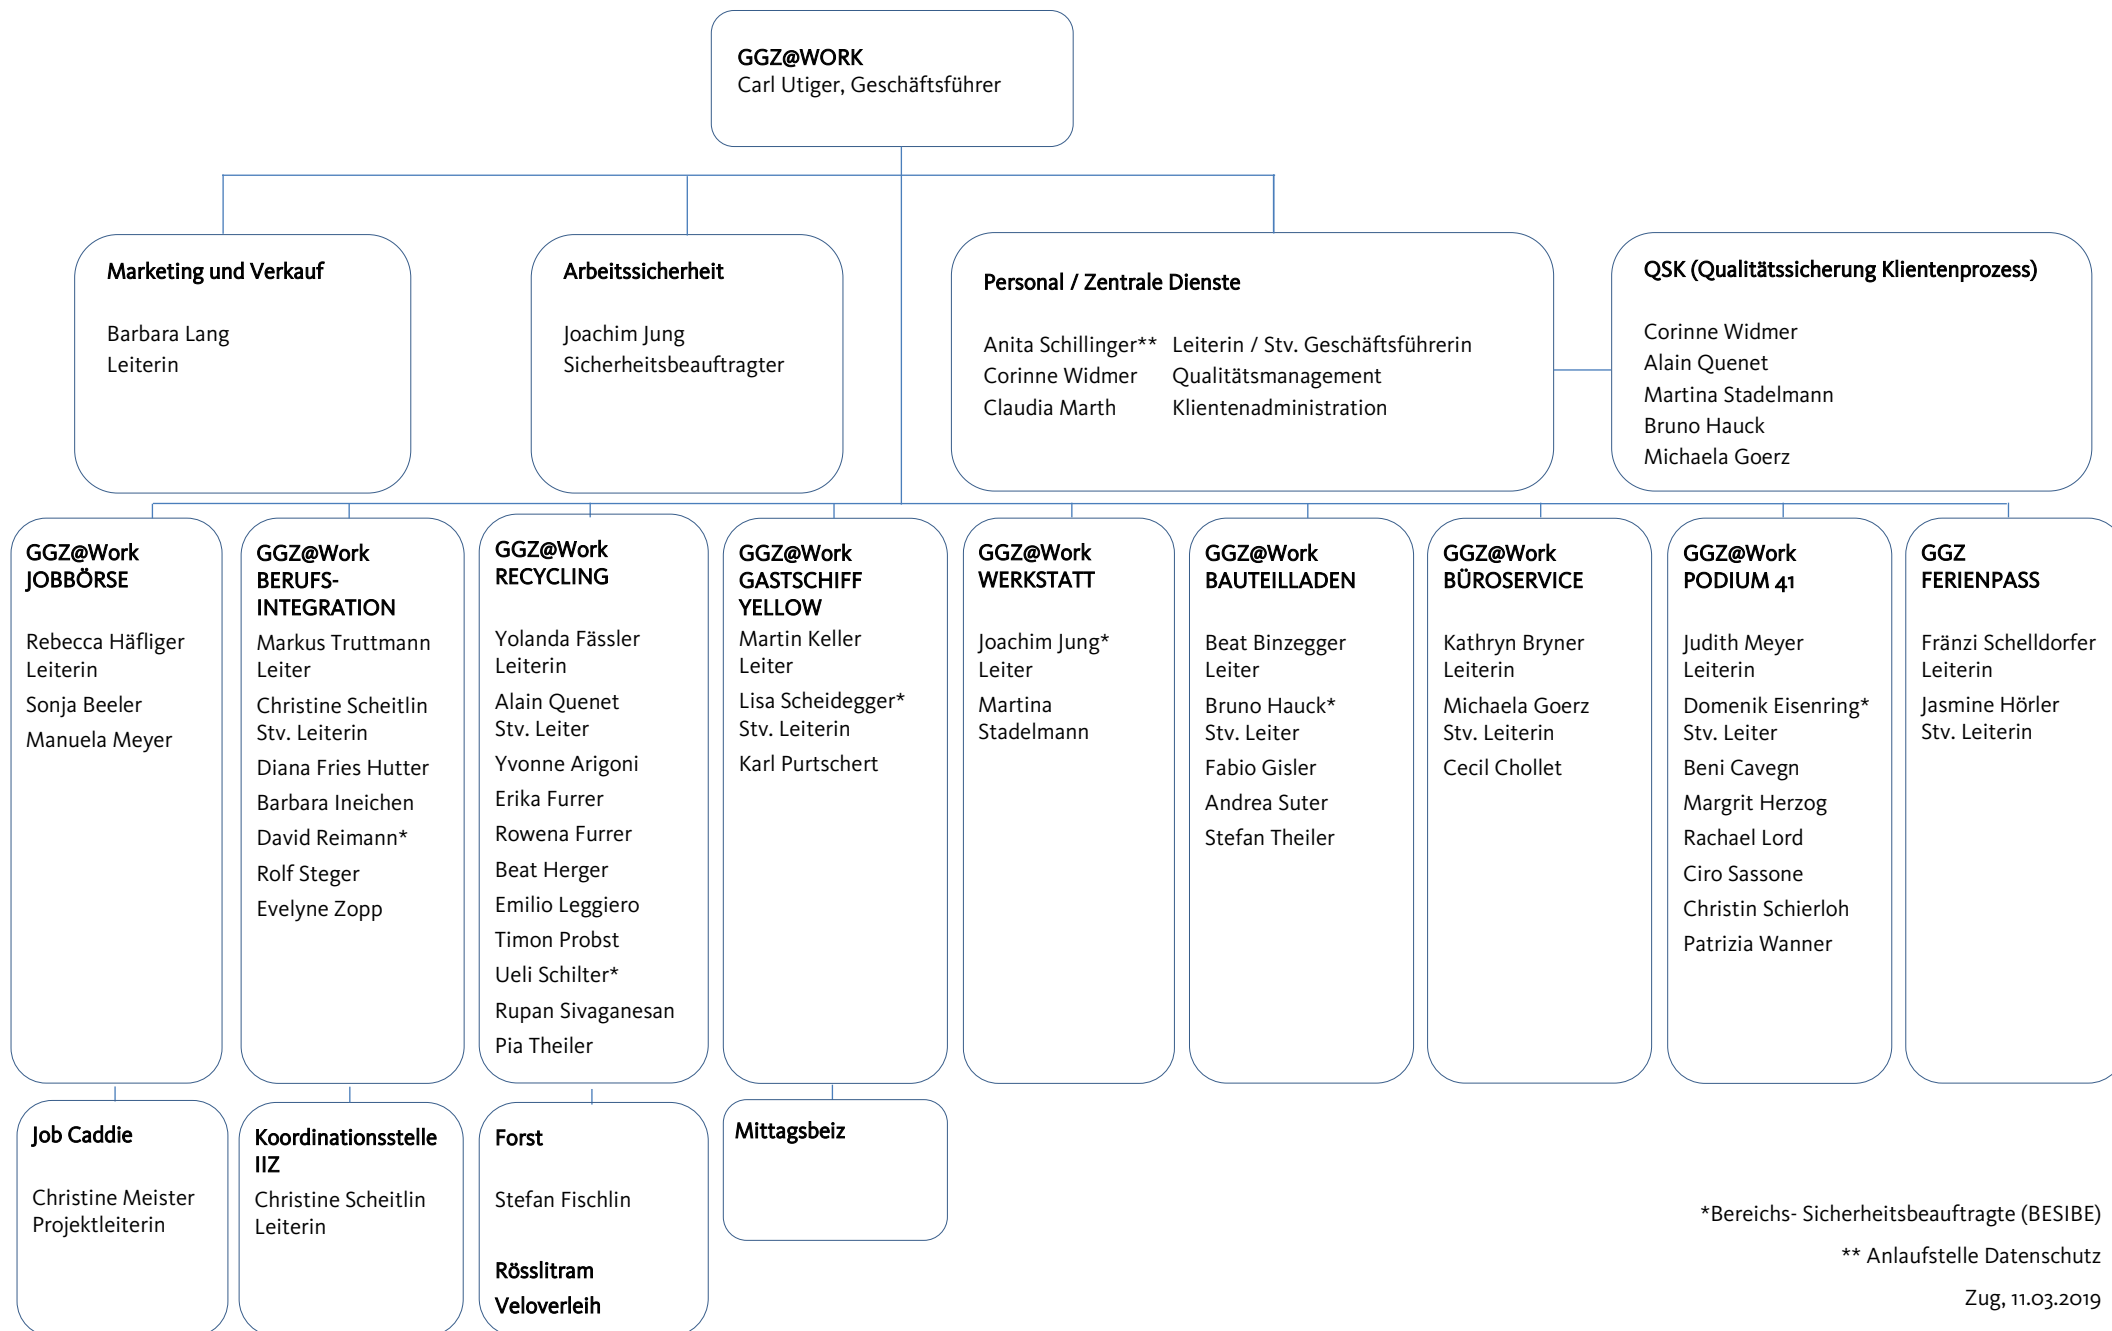 GGZ@WORK
Carl Utiger, Geschäftsführer
Marketing und Verkauf
Barbara Lang
Leiterin
Arbeitssicherheit
Joachim Jung
Sicherheitsbeauftragter
Personal / Zentrale Dienste
Anita Schillinger** Leiterin / Stv. Geschäftsführerin
Corinne Widmer Qualitätsmanagement
Claudia Marth Klientenadministration
QSK (Qualitätssicherung Klientenprozess)
Corinne Widmer
Alain Quenet
Martina Stadelmann
Bruno Hauck
Michaela Goerz
GGZ@Work
JOBBÖRSE
Rebecca Häfliger
Leiterin
Sonja Beeler
Manuela Meyer
GGZ@Work
BERUFS-
INTEGRATION
Markus Truttmann
Leiter
Christine Scheitlin
Stv. Leiterin
Diana Fries Hutter
Barbara Ineichen
David Reimann*
Rolf Steger
Evelyne Zopp
GGZ@Work
RECYCLING
Yolanda Fässler
Leiterin
Alain Quenet
Stv. Leiter
Yvonne Arigoni
Erika Furrer
Rowena Furrer
Beat Herger
Emilio Leggiero
Timon Probst
Ueli Schilter*
Rupan Sivaganesan
Pia Theiler
GGZ@Work
GASTSCHIFF
YELLOW
Martin Keller
Leiter
Lisa Scheidegger*
Stv. Leiterin
Karl Purtschert
GGZ@Work
WERKSTATT
Joachim Jung*
Leiter
Martina
Stadelmann
GGZ@Work
BAUTEILLADEN
Beat Binzegger
Leiter
Bruno Hauck*
Stv. Leiter
Fabio Gisler
Andrea Suter
Stefan Theiler
GGZ@Work
BÜROSERVICE
Kathryn Bryner
Leiterin
Michaela Goerz
Stv. Leiterin
Cecil Chollet
GGZ@Work
PODIUM 41
Judith Meyer
Leiterin
Domenik Eisenring*
Stv. Leiter
Beni Cavegn
Margrit Herzog
Rachael Lord
Ciro Sassone
Christin Schierloh
Patrizia Wanner
GGZ
FERIENPASS
Fränzi Schelldorfer
Leiterin
Jasmine Hörler
Stv. Leiterin
Job Caddie
Christine Meister
Projektleiterin
Koordinationsstelle
IIZ
Christine Scheitlin
Leiterin
Forst
Stefan Fischlin
Rösslitram
Veloverleih
Mittagsbeiz
*Bereichs- Sicherheitsbeauftragte (BESIBE)
** Anlaufstelle Datenschutz
Zug, 11.03.2019